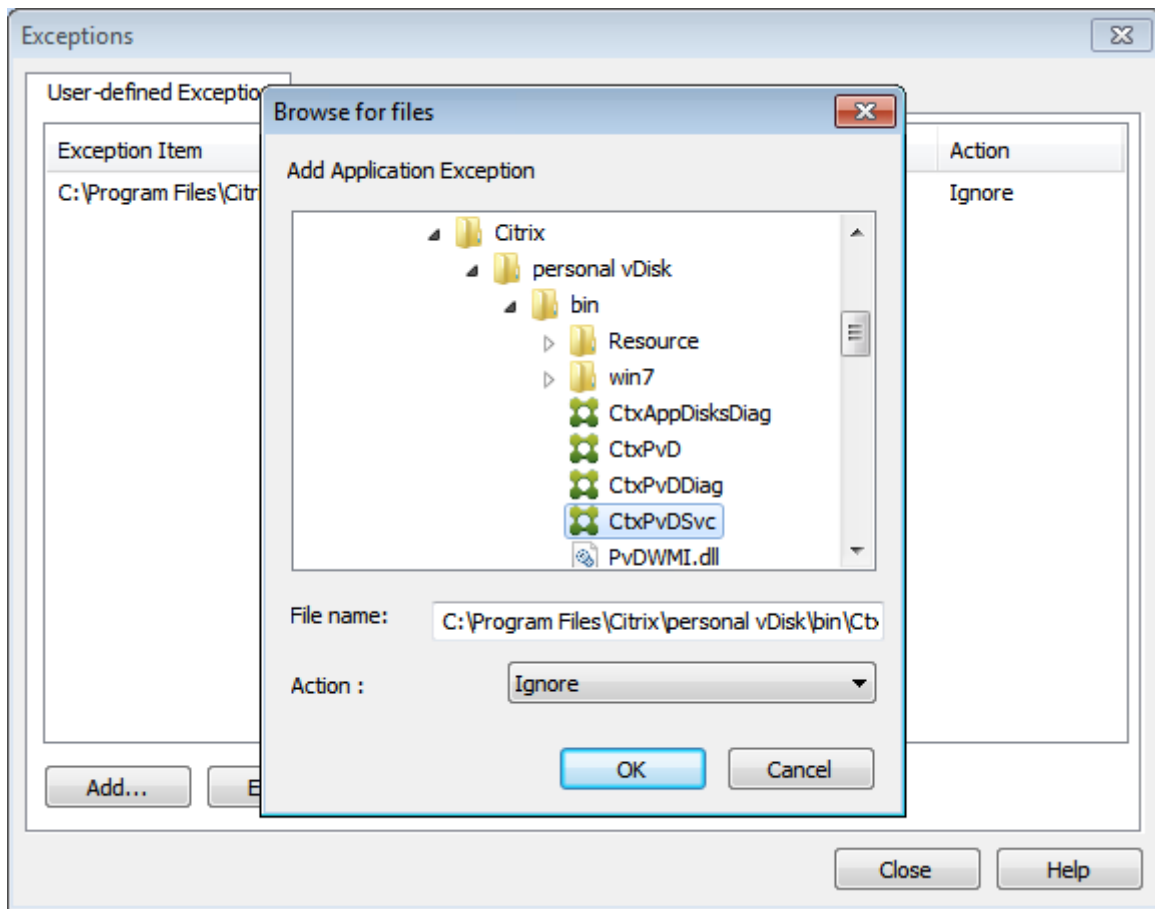 Exceptions
User-defined Exceptio
Exception Item
Action
C:\Program Files\Citri
Ignore
Browse for files
Add Application Exception
Citrix
personal vDisk
bin
Resource
win7
CtxAppDisksDiag
CtxPvD
CtxPvDDiag
CtxPvDSvc
PvDWMI.dll
File name:
C:\Program Files\Citrix\personal vDisk\bin\Ctx
Action :
Ignore
OK
Cancel
Add...
E
Close
Help